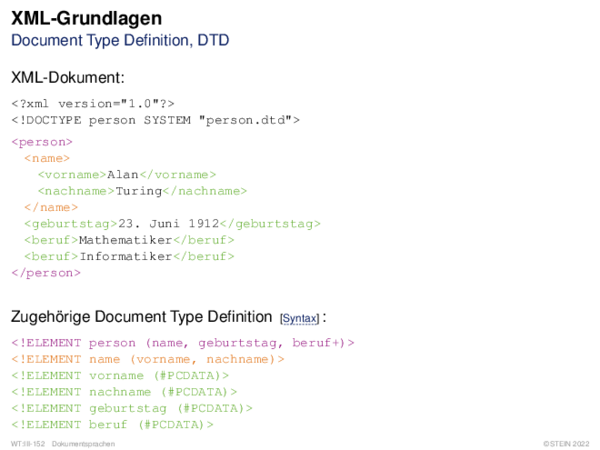 XML-Grundlagen
Document Type Definition, DTD
XML-Dokument:
<?xml version="1.0"?>
<!DOCTYPE person SYSTEM "person.dtd">
<person>
<name>
<vorname>Alan</vorname>
<nachname>Turing</nachname>
</name>
<geburtstag>23. Juni 1912</geburtstag>
<beruf>Mathematiker</beruf>
<beruf>Informatiker</beruf>
</person>
Zugehörige Document Type Definition [Syntax] :
<!ELEMENT person (name, geburtstag, beruf+)>
<!ELEMENT name (vorname, nachname)>
<!ELEMENT vorname (#PCDATA)>
<!ELEMENT nachname (#PCDATA)>
<!ELEMENT geburtstag (#PCDATA)>
<!ELEMENT beruf (#PCDATA)>
WT:III-152 Dokumentsprachen ©STEIN 2022